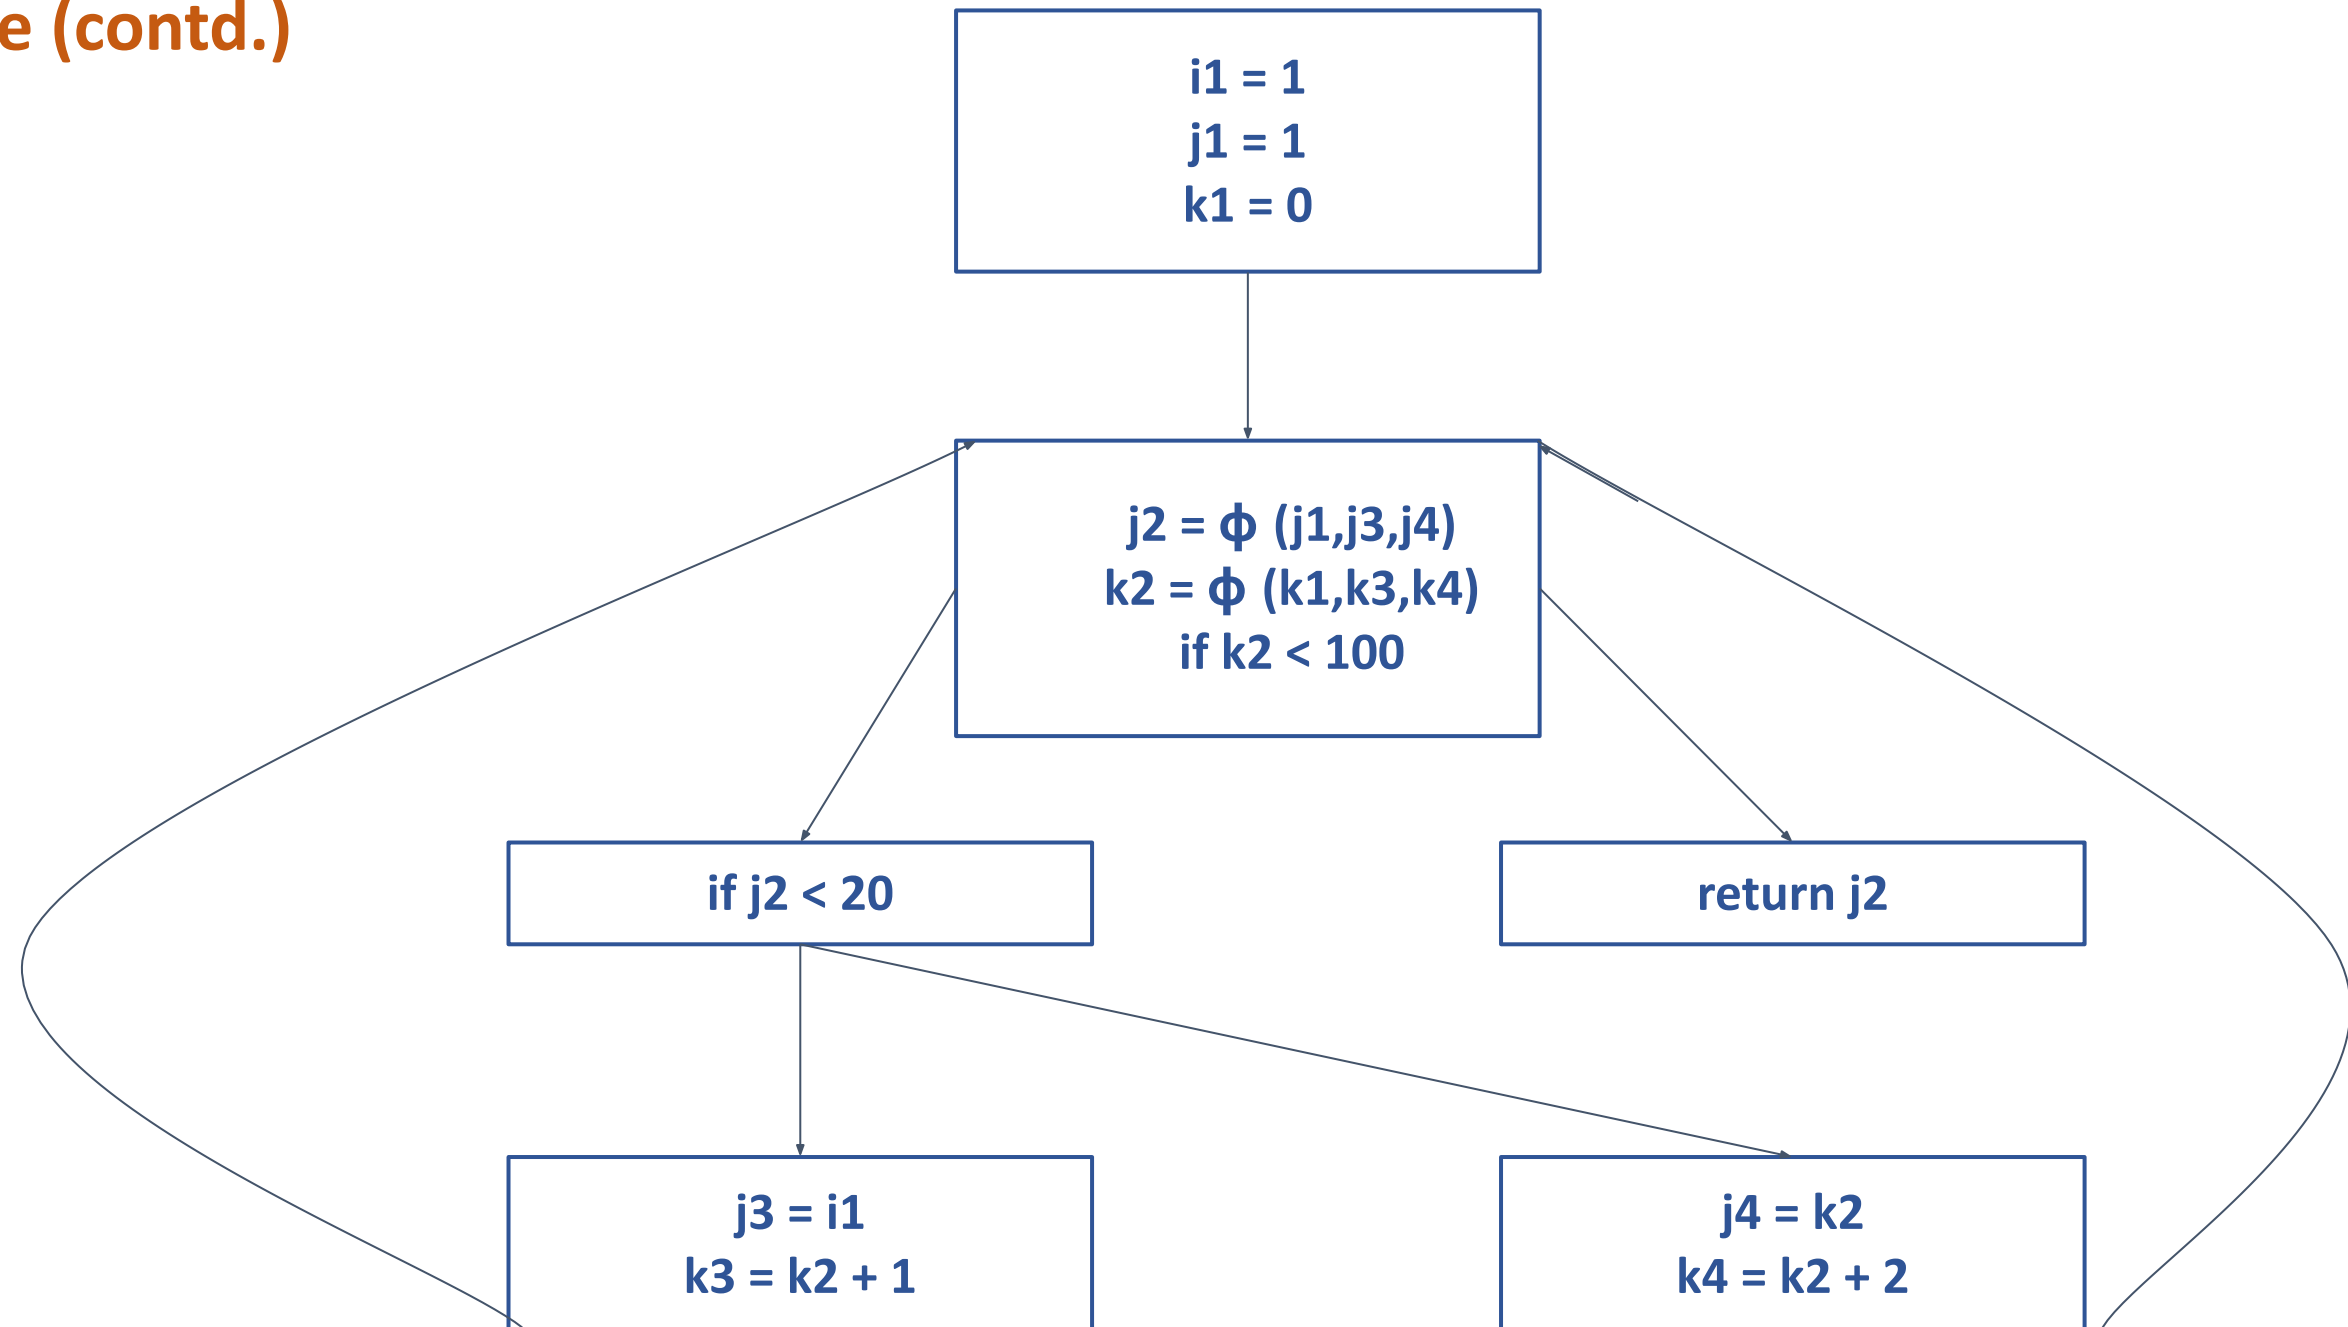 e (contd.)
i1 = 1
j1 = 1
k1 = 0
j2 = ϕ (j1,j3,j4)
k2 = ϕ (k1,k3,k4)
if k2 < 100
if j2 < 20
return j2
j3 = i1
k3 = k2 + 1
j4 = k2
k4 = k2 + 2